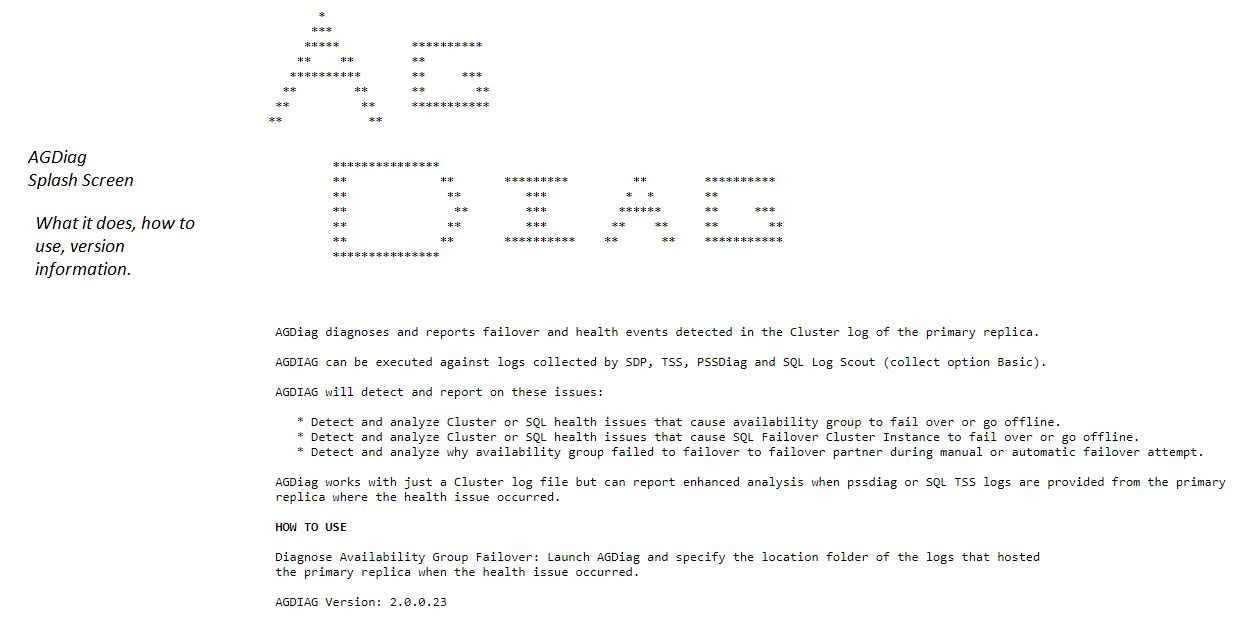 AG
AGDiag
Splash Screen
DIAG
What it does, how to
use, version
information.
AGDiag diagnoses and reports failover and health events detected in the Cluster log of the primary replica.
AGDIAG can be executed against logs collected by SDP, TSS, PSSDiag and SQL Log Scout (collect option Basic).
AGDIAG will detect and report on these issues:
* Detect and analyze Cluster or SQL health issues that cause availability group to fail over or go offline.
* Detect and analyze Cluster or SQL health issues that cause SQL Failover Cluster Instance to fail over or go offline.
* Detect and analyze why availability group failed to failover to failover partner during manual or automatic failover attempt.
AGDiag works with just a Cluster log file but can report enhanced analysis when pssdiag or SQL TSS logs are provided from the primary
replica where the health issue occurred.
HOW TO USE
Diagnose Availability Group Failover: Launch AGDiag and specify the location folder of the logs that hosted
the primary replica when the health issue occurred.
AGDIAG Version: 2.0.0.23